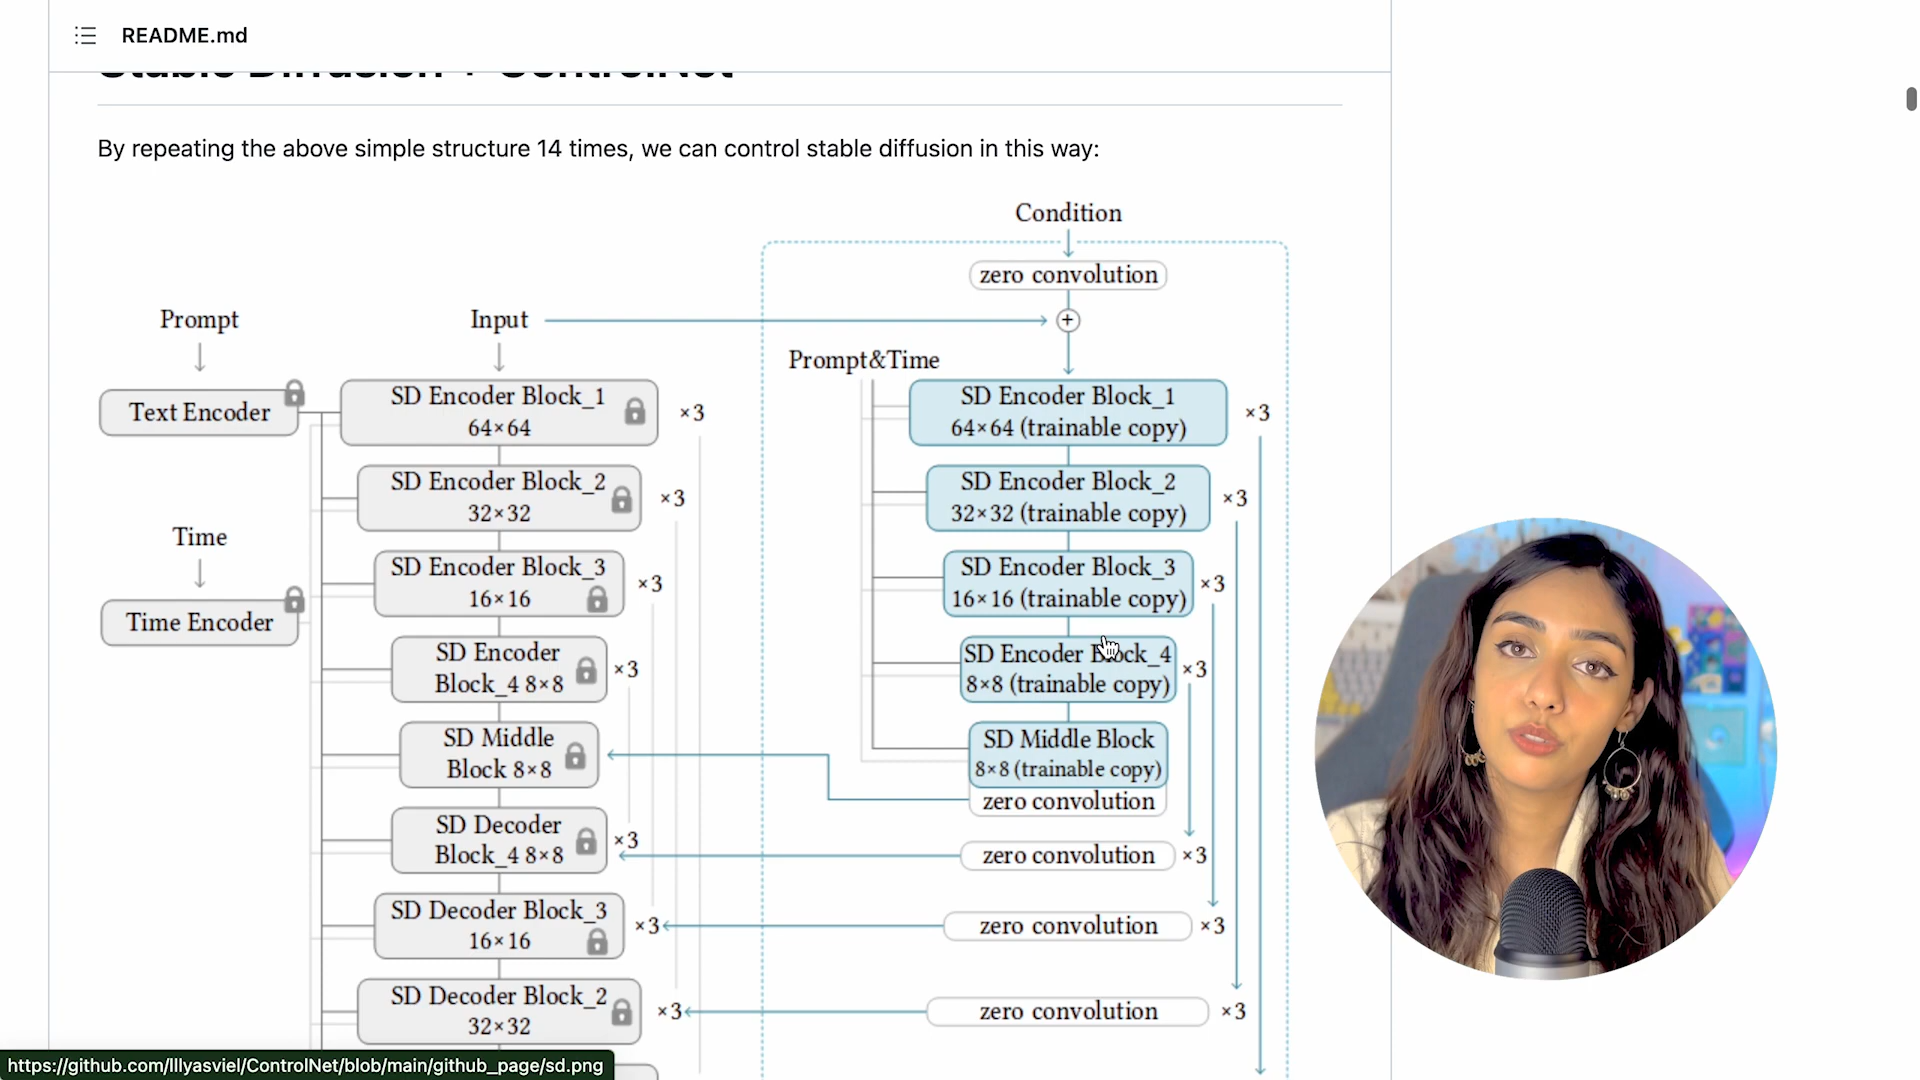 README.md
Stable Diffusion + ControlNet
By repeating the above simple structure 14 times, we can control stable diffusion in this way:
Condition
zero convolution
Prompt
Input
+
Prompt&Time
Text Encoder
SD Encoder Block_1
64×64
×3
SD Encoder Block_1
64×64 (trainable copy)
×3
SD Encoder Block_2
32×32
×3
SD Encoder Block_2
32×32 (trainable copy)
×3
Time
Time Encoder
SD Encoder Block_3
16×16
×3
SD Encoder Block_3
16×16 (trainable copy)
×3
SD Encoder
Block_4 8×8
×3
SD Encoder Block_4
8×8 (trainable copy)
×3
SD Middle
Block 8×8
SD Middle Block
8×8 (trainable copy)
zero convolution
SD Decoder
Block_4 8×8
×3
zero convolution
×3
SD Decoder Block_3
16×16
×3
zero convolution
×3
SD Decoder Block_2
32×32
×3
zero convolution
×3
https://github.com/lllyasviel/ControlNet/blob/main/github_page/sd.png